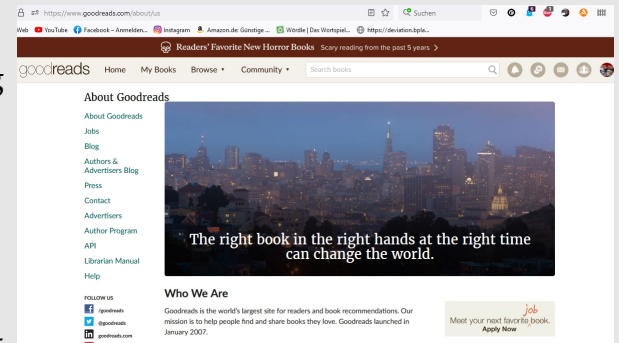 https://www.goodreads.com/about/us
Suchen
Web YouTube Facebook – Anmelden... Instagram Amazon.de: Günstige ... Wördle | Das Wortspiel... https://deviation.bpla...
Readers' Favorite New Horror Books Scary reading from the past 5 years >
goodreads Home My Books Browse ▾ Community ▾ Search books
About Goodreads
About Goodreads
Jobs
Blog
Authors &
Advertisers Blog
Press
Contact
Advertisers
Author Program
API
Librarian Manual
Help
The right book in the right hands at the right time
can change the world.
FOLLOW US
/goodreads
@goodreads
goodreads.com
Who We Are
Goodreads is the world's largest site for readers and book recommendations. Our
mission is to help people find and share books they love. Goodreads launched in
January 2007.
job
Meet your next favorite book.
Apply Now